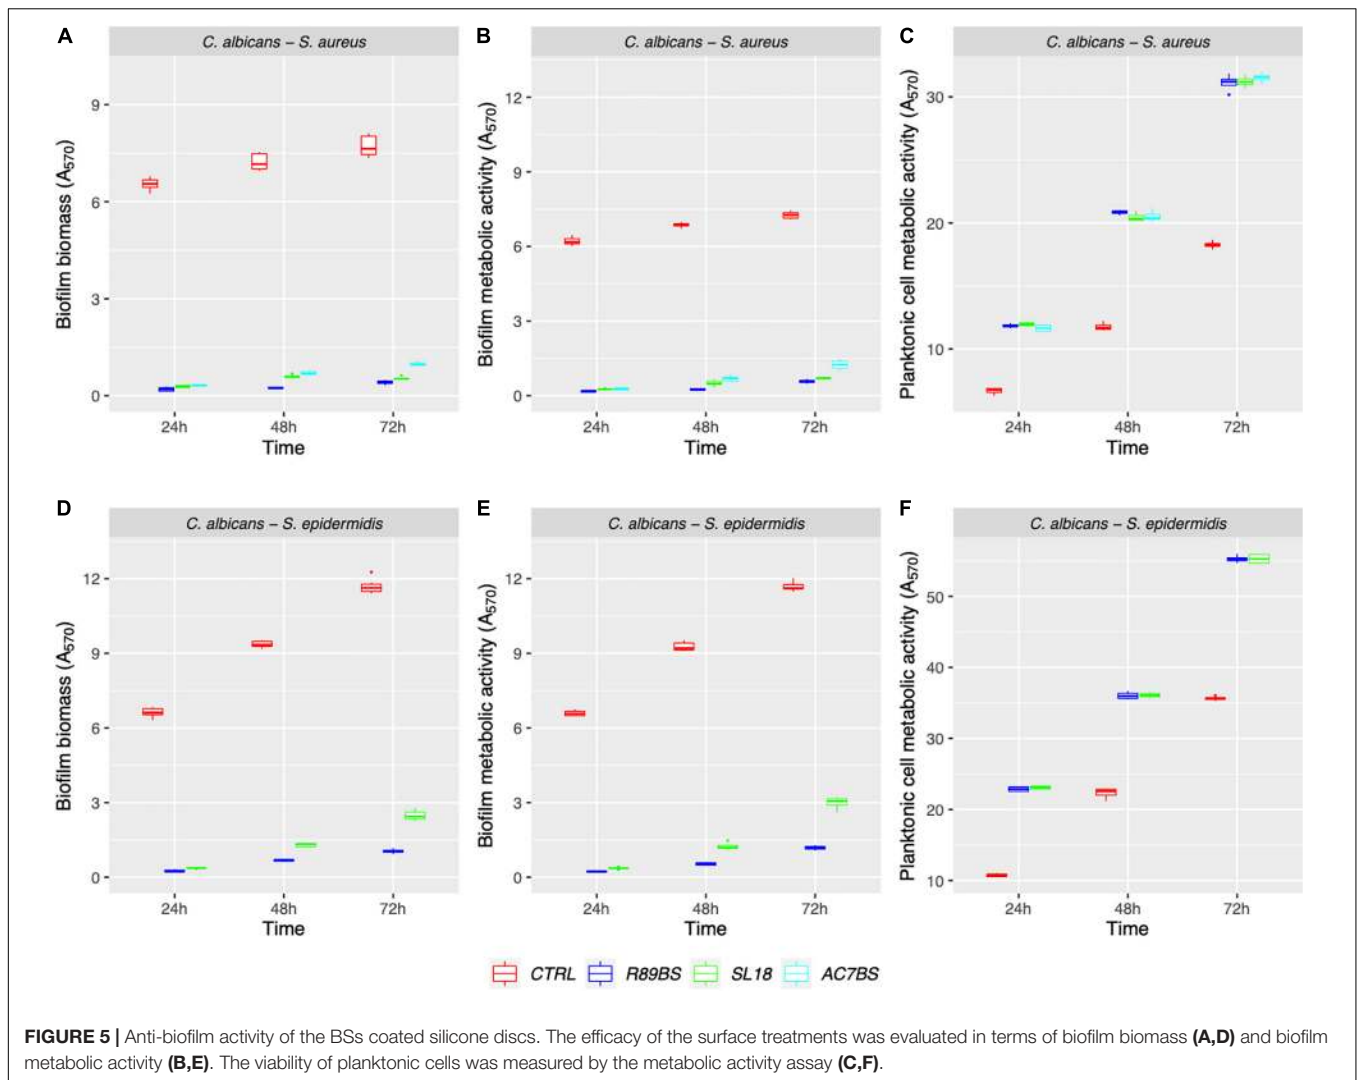 A
C. albicans – S. aureus
Biofilm biomass (A570)
9
6
3
0
24h 48h 72h
Time
B
C. albicans – S. aureus
Biofilm metabolic activity (A570)
12
9
6
3
0
24h 48h 72h
Time
C
C. albicans – S. aureus
Planktonic cell metabolic activity (A570)
30
20
10
24h 48h 72h
Time
D
C. albicans – S. epidermidis
Biofilm biomass (A570)
12
9
6
3
0
24h 48h 72h
Time
E
C. albicans – S. epidermidis
Biofilm metabolic activity (A570)
12
9
6
3
0
24h 48h 72h
Time
F
C. albicans – S. epidermidis
Planktonic cell metabolic activity (A570)
50
40
30
20
10
24h 48h 72h
Time
CTRL R89BS SL18 AC7BS
FIGURE 5 | Anti-biofilm activity of the BSs coated silicone discs. The efficacy of the surface treatments was evaluated in terms of biofilm biomass (A,D) and biofilm
metabolic activity (B,E). The viability of planktonic cells was measured by the metabolic activity assay (C,F).